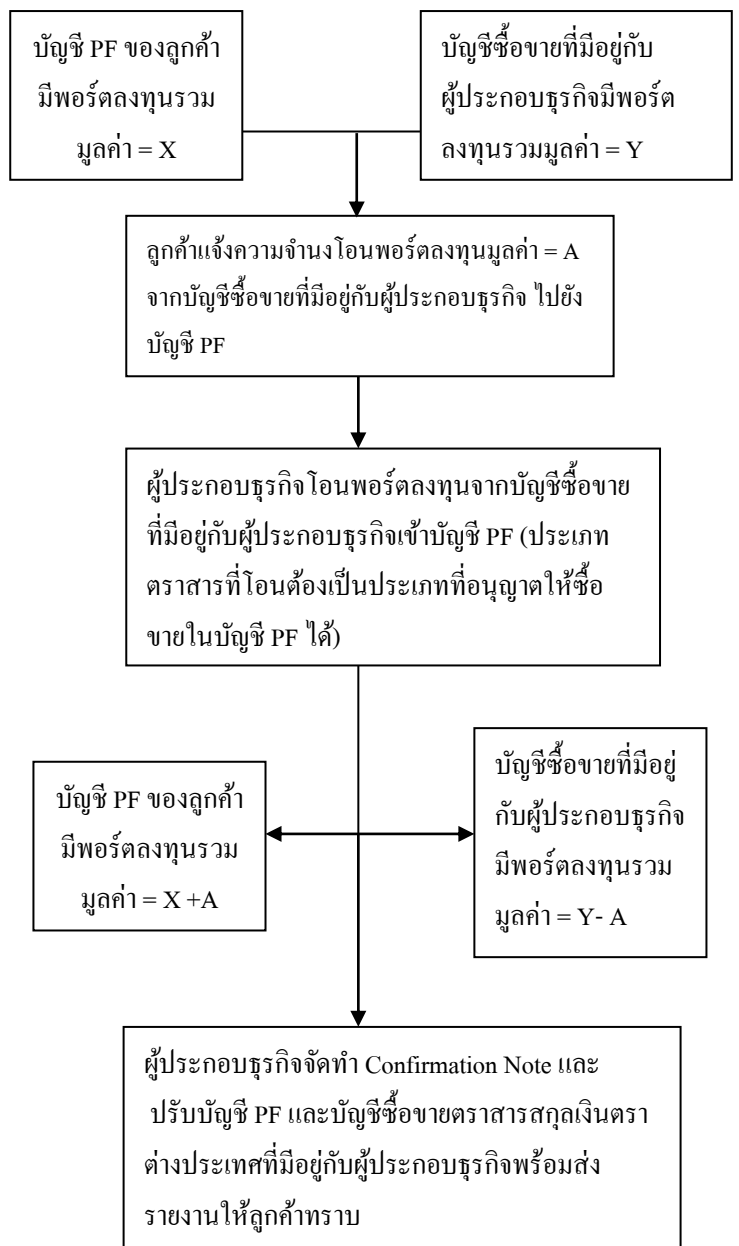 บัญชี PF ของลูกค้า
มีพอร์ตลงทุนรวม
มูลค่า = X
บัญชีซื้อขายที่มีอยู่กับ
ผู้ประกอบธุรกิจมีพอร์ต
ลงทุนรวมมูลค่า = Y
ลูกค้าแจ้งความจำนงโอนพอร์ตลงทุนมูลค่า = A
จากบัญชีซื้อขายที่มีอยู่กับผู้ประกอบธุรกิจ ไปยัง
บัญชี PF
ผู้ประกอบธุรกิจโอนพอร์ตลงทุนจากบัญชีซื้อขาย
ที่มีอยู่กับผู้ประกอบธุรกิจเข้าบัญชี PF (ประเภท
ตราสารที่โอนต้องเป็นประเภทที่อนุญาตให้ซื้อ
ขายในบัญชี PF ได้)
บัญชี PF ของลูกค้า
มีพอร์ตลงทุนรวม
มูลค่า = X +A
บัญชีซื้อขายที่มีอยู่
กับผู้ประกอบธุรกิจ
มีพอร์ตลงทุนรวม
มูลค่า = Y- A
ผู้ประกอบธุรกิจจัดทำ Confirmation Note และ
ปรับบัญชี PF และบัญชีซื้อขายตราสารสกุลเงินตรา
ต่างประเทศที่มีอยู่กับผู้ประกอบธุรกิจพร้อมส่ง
รายงานให้ลูกค้าทราบ